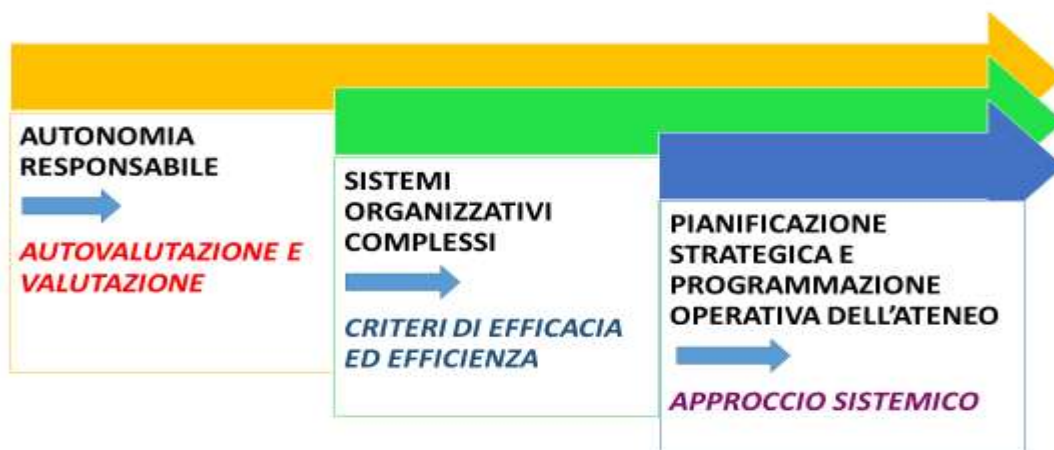 AUTONOMIA
RESPONSABILE
AUTOVALUTAZIONE E
VALUTAZIONE
SISTEMI
ORGANIZZATIVI
COMPLESSI
CRITERI DI EFFICACIA
ED EFFICIENZA
PIANIFICAZIONE
STRATEGICA E
PROGRAMMAZIONE
OPERATIVA DELL'ATENEO
APPROCCIO SISTEMICO